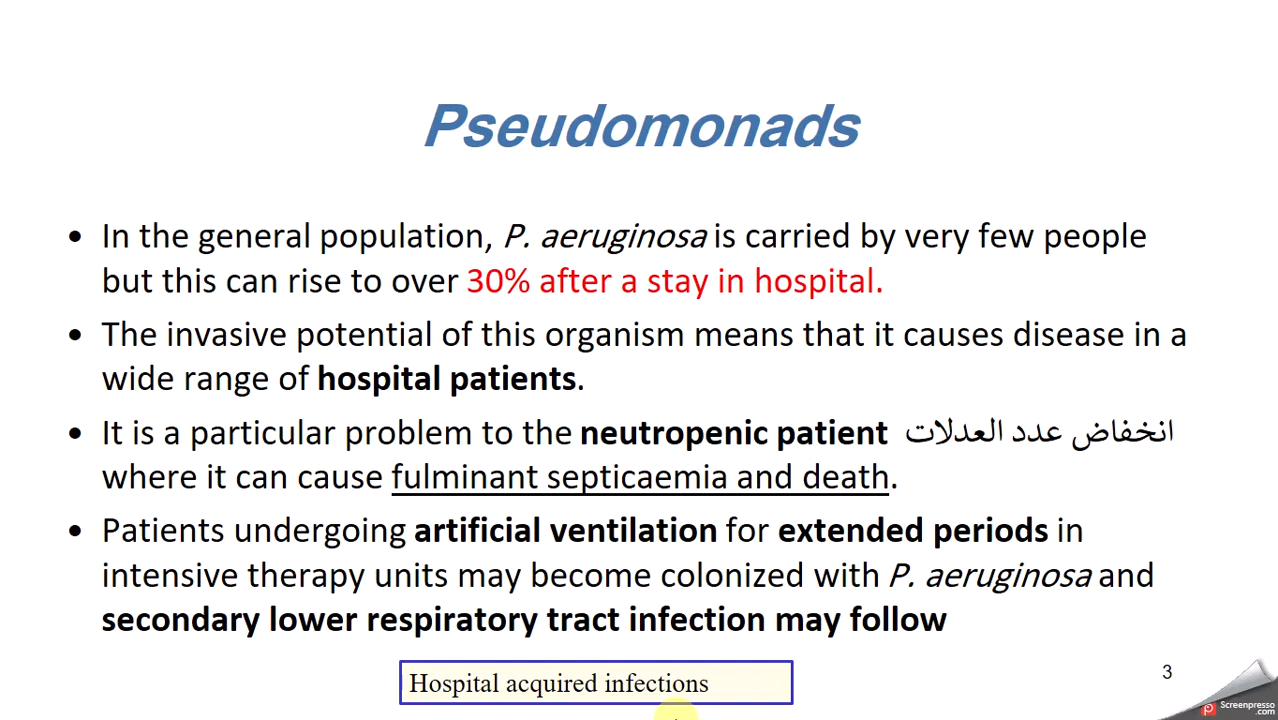 Pseudomonads
• In the general population, P. aeruginosa is carried by very few people
but this can rise to over 30% after a stay in hospital.
• The invasive potential of this organism means that it causes disease in a
wide range of hospital patients.
• It is a particular problem to the neutropenic patient انخفاض عدد العدلات
where it can cause fulminant septicaemia and death.
• Patients undergoing artificial ventilation for extended periods in
intensive therapy units may become colonized with P. aeruginosa and
secondary lower respiratory tract infection may follow
Hospital acquired infections
3
Screenpresso
.com